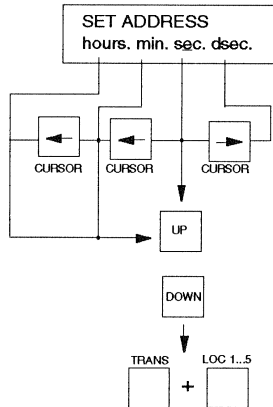 SET ADDRESS
hours. min. sec. dsec.
CURSOR CURSOR CURSOR
UP
DOWN
TRANS LOC 1...5
+